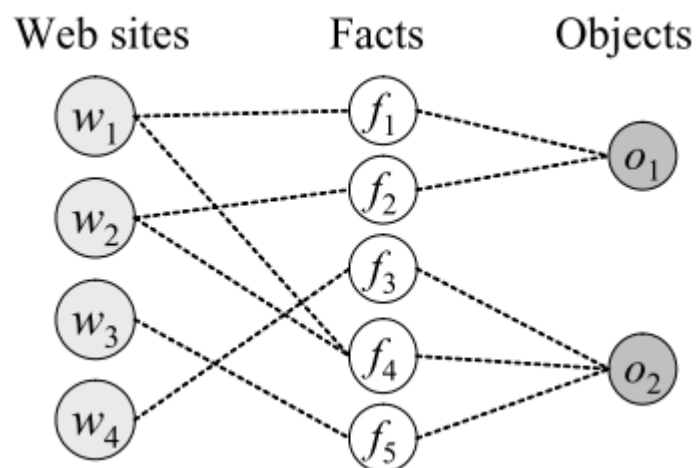 Web sites Facts Objects
w1 f1
o1
w2 f2
f3
w3 f4 o2
w4 f5